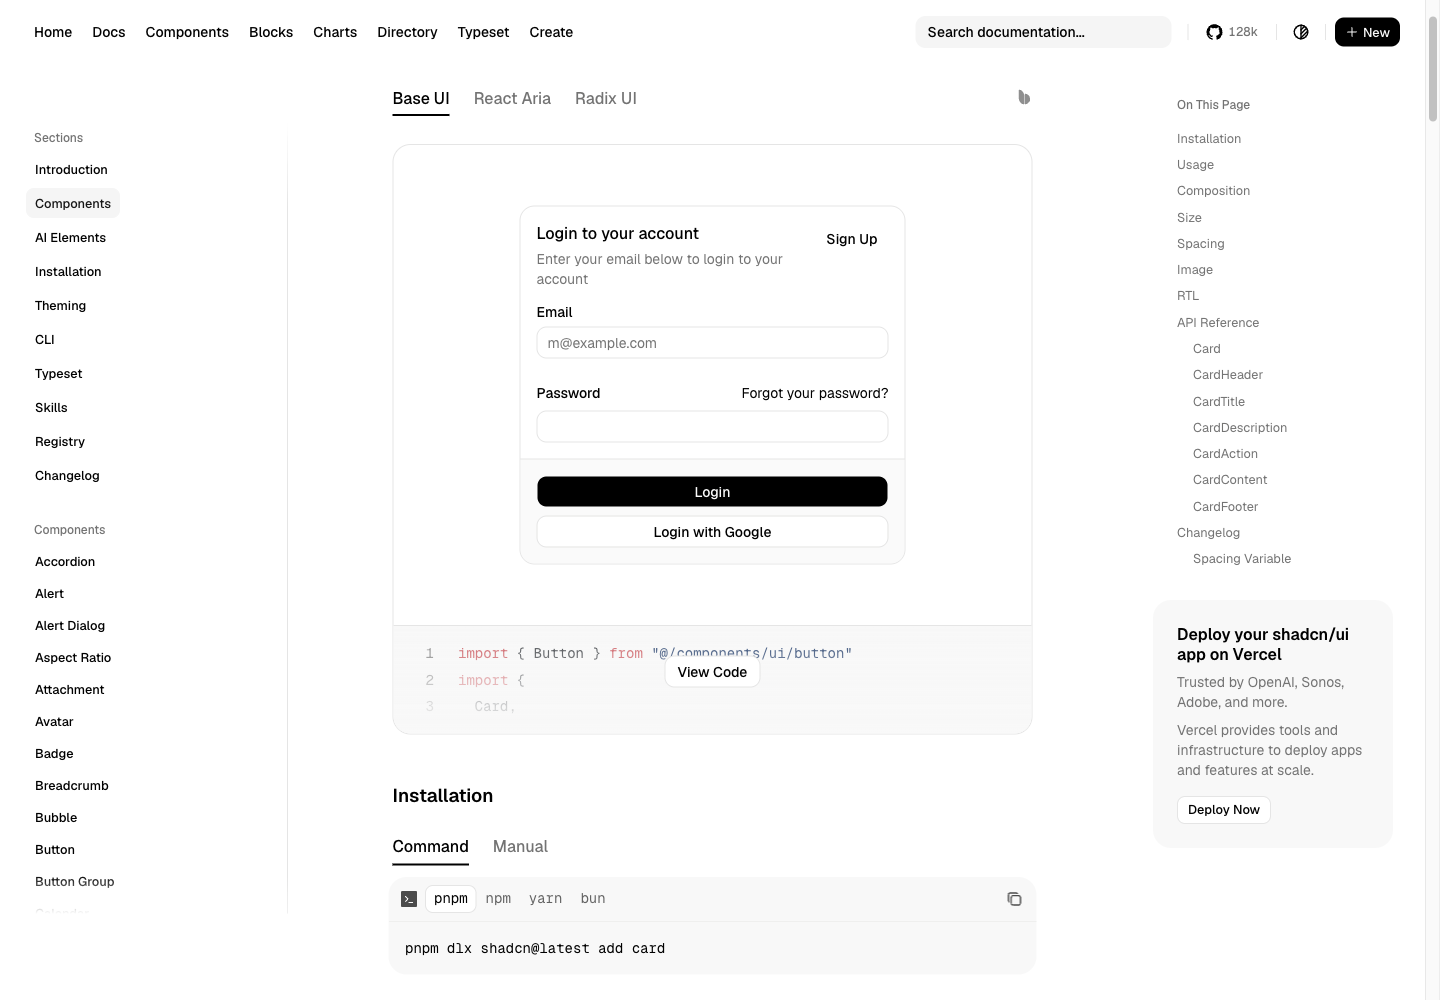 Home Docs Components Blocks Charts Directory Typeset Create
Search documentation...
128k
New
Sections
Introduction
Components
AI Elements
Installation
Theming
CLI
Typeset
Skills
Registry
Changelog
Components
Accordion
Alert
Alert Dialog
Aspect Ratio
Attachment
Avatar
Badge
Breadcrumb
Bubble
Button
Button Group
Calendar
Base UI React Aria Radix UI
Login to your account
Sign Up
Enter your email below to login to your
account
Email
m@example.com
Password Forgot your password?
Login
Login with Google
1 import { Button } from "@/components/ui/button"
2 import {
3 Card,
View Code
Installation
Command Manual
pnpm npm yarn bun
pnpm dlx shadcn@latest add card
On This Page
Installation
Usage
Composition
Size
Spacing
Image
RTL
API Reference
Card
CardHeader
CardTitle
CardDescription
CardAction
CardContent
CardFooter
Changelog
Spacing Variable
Deploy your shadcn/ui
app on Vercel
Trusted by OpenAI, Sonos,
Adobe, and more.
Vercel provides tools and
infrastructure to deploy apps
and features at scale.
Deploy Now